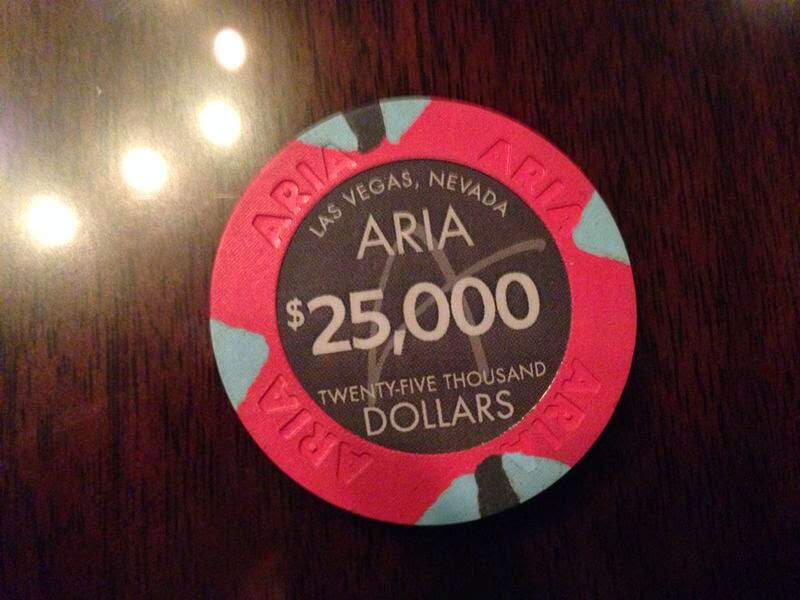 ARIA
ARIA
LAS VEGAS, NEVADA
ARIA
$25,000
TWENTY-FIVE THOUSAND
DOLLARS
ARIA
ARIA